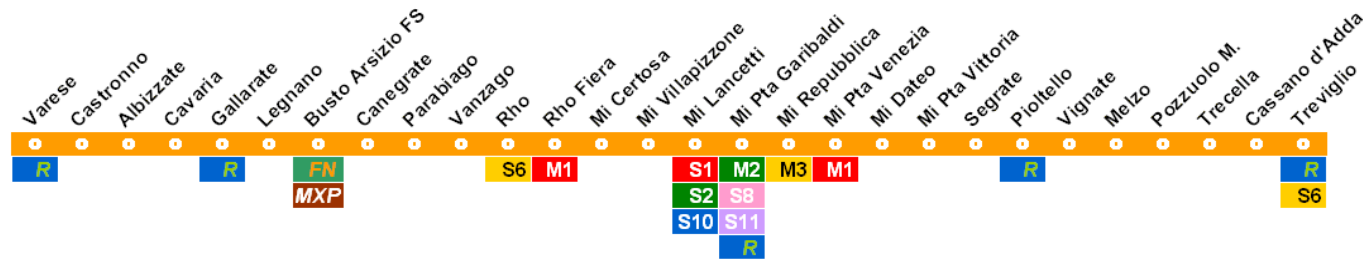 Varese
Castronno
Albizzate
Cavaria
Gallarate
Legnano
Busto Arsizio FS
Canegrate
Parabiago
Vanzago
Rho
Rho Fiera
Mi Certosa
Mi Villapizzone
Mi Lancetti
Mi Pta Garibaldi
Mi Repubblica
Mi Pta Venezia
Mi Dateo
Mi Pta Vittoria
Segrate
Pioltello
Vignate
Melzo
Pozzuolo M.
Trecella
Cassano d'Adda
Treviglio
R R FN S6 M1 S1 M2 M3 M1 R R
MXP S2 S8 S6
S10 S11
R